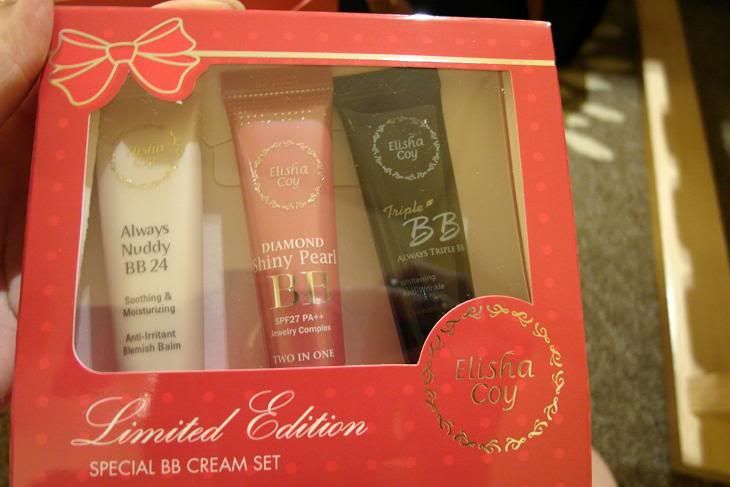 Elisha
Coy
Always
Nuddy
BB 24
Soothing &
Moisturizing
Anti-Irritant
Blemish Balm
Elisha
Coy
DIAMOND
Shiny Pearl
BB
SPF27 PA++
Jewelry Complex
TWO IN ONE
Elisha
Coy
Triple
BB
ALWAYS TRIPLE BB
Whitening
Anti-Wrinkle
Elisha
Coy
Limited Edition
SPECIAL BB CREAM SET